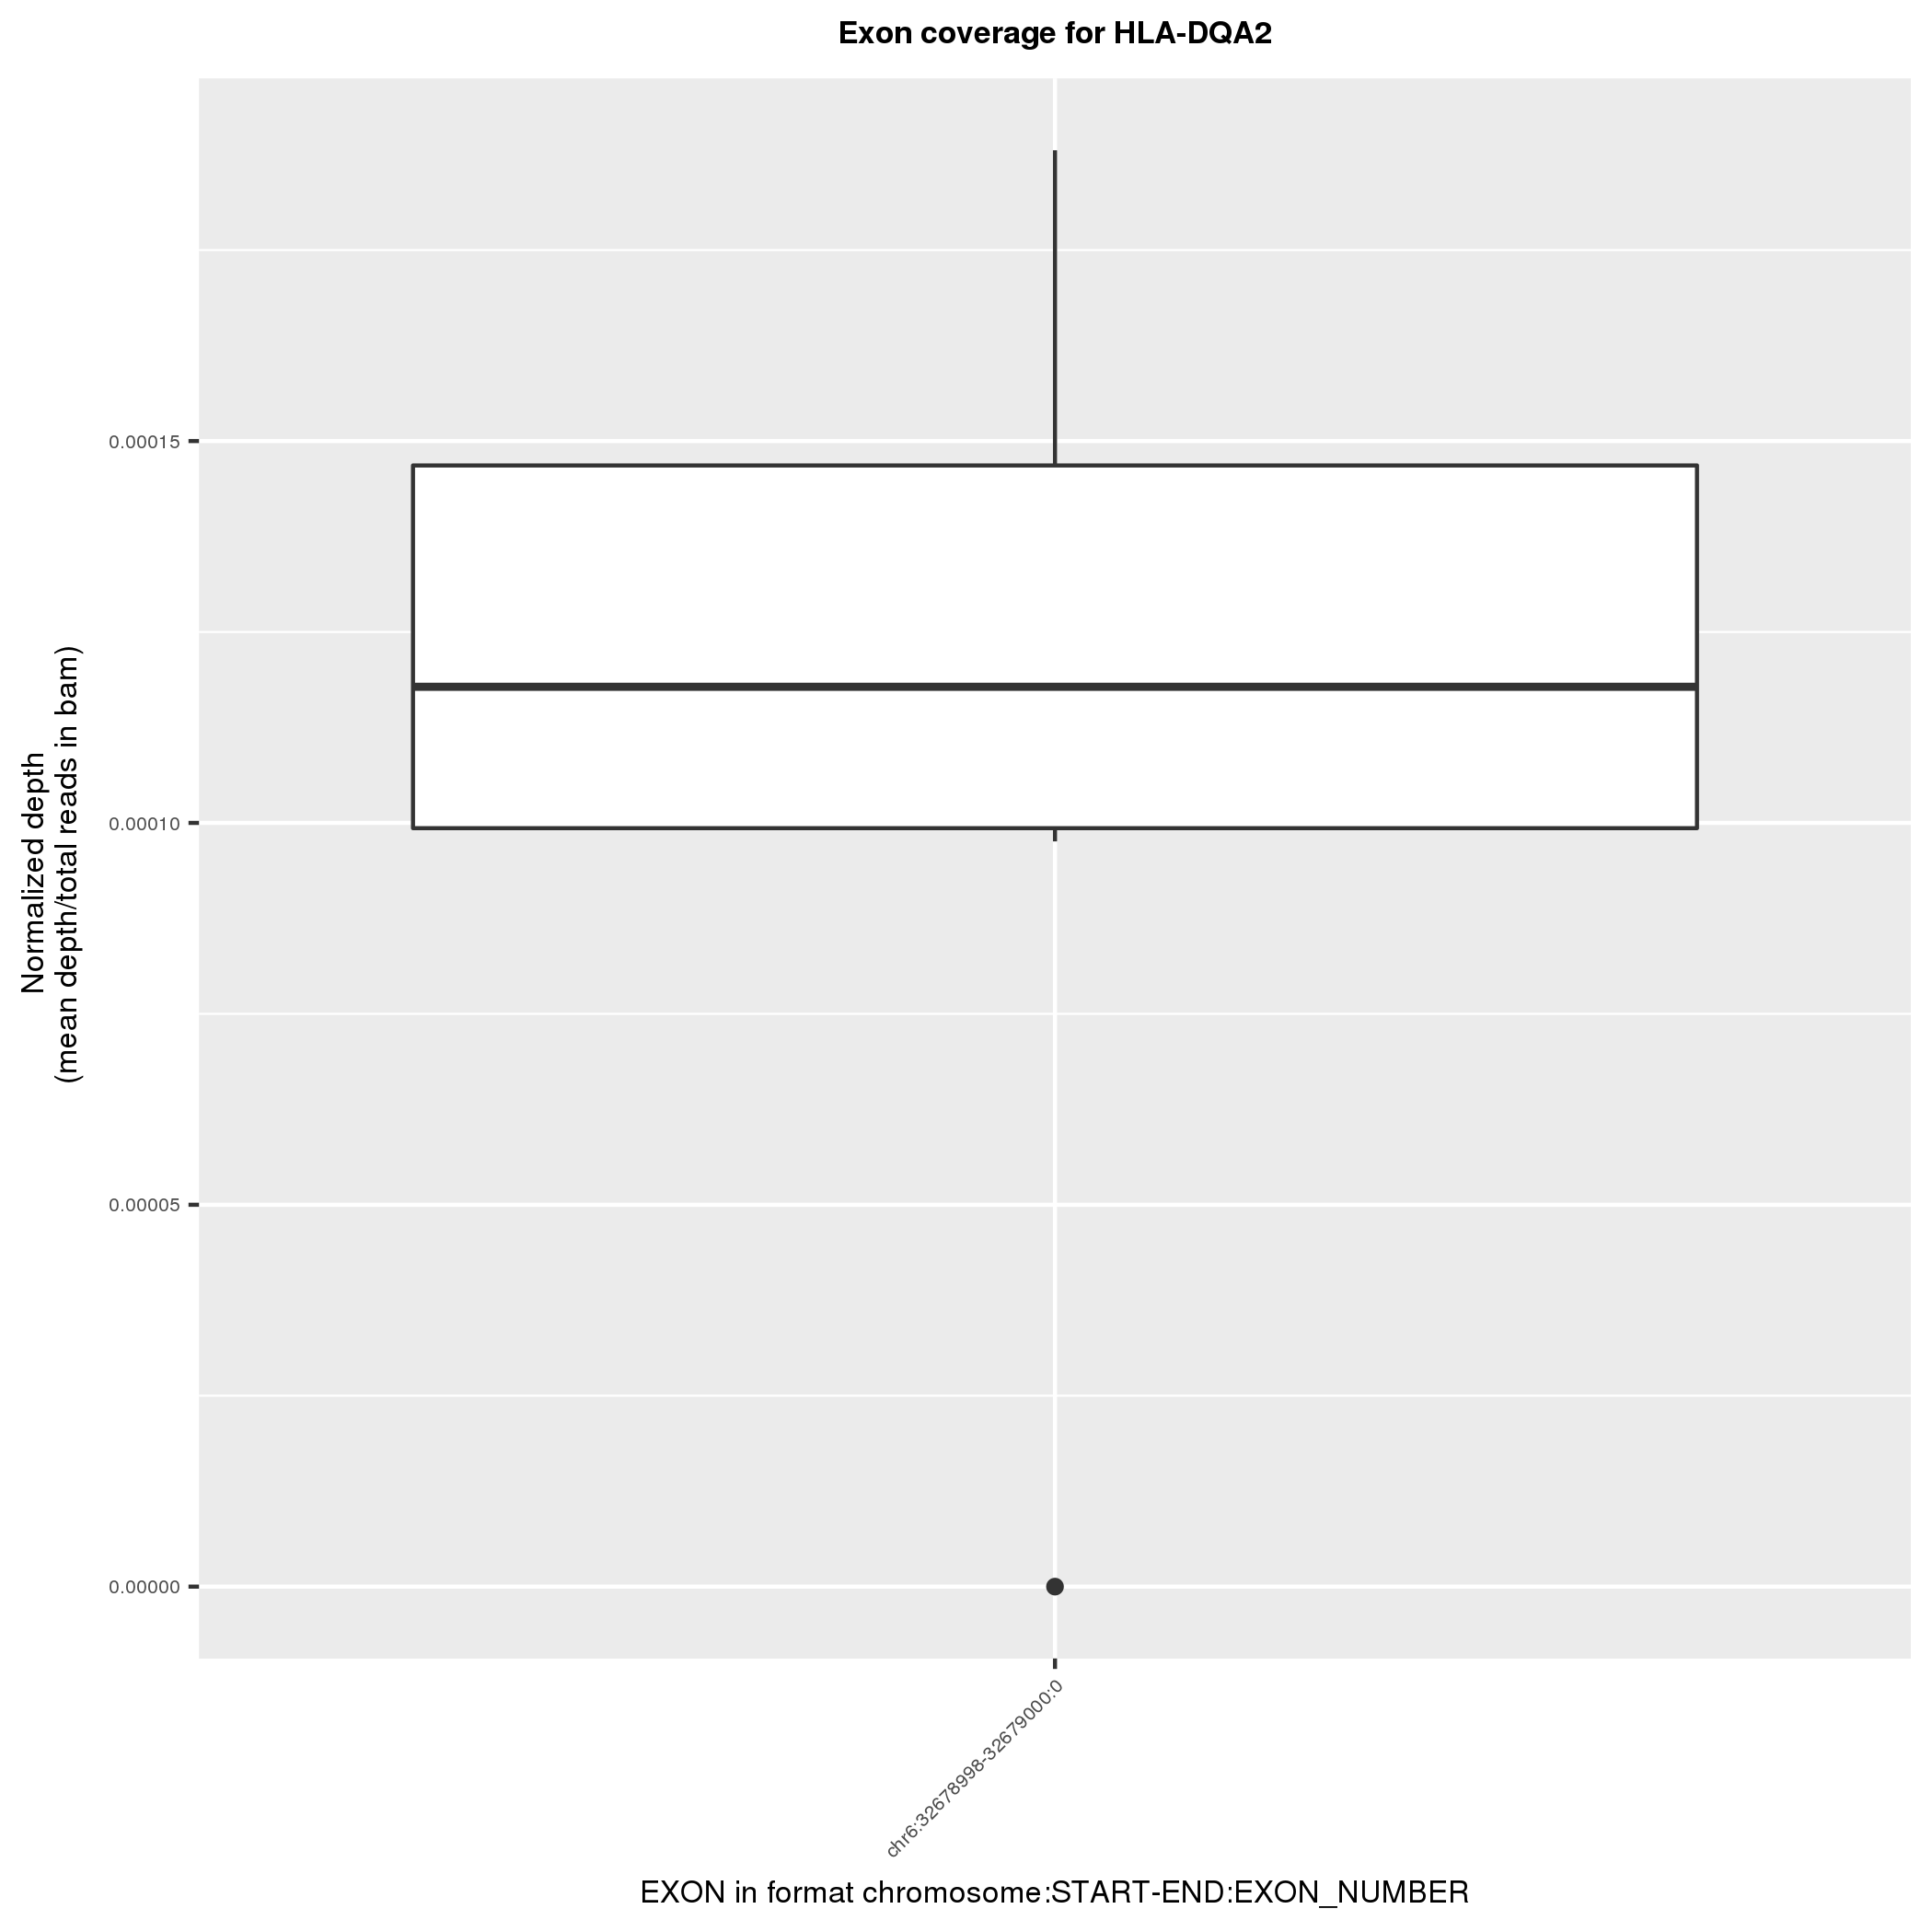 Exon coverage for HLA-DQA2
Normalized depth
(mean depth/total reads in bam)
0.00015
0.00010
0.00005
0.00000
chr6:32678998-32679000:0
EXON in format chromosome:START-END:EXON_NUMBER